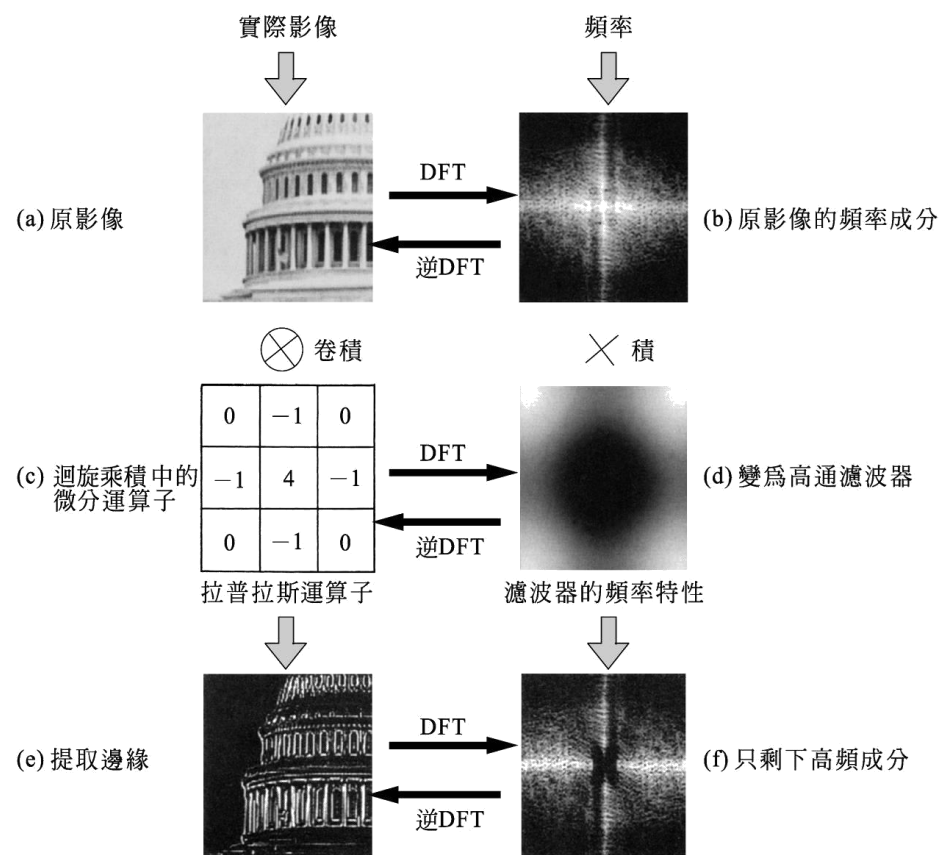 實際影像
頻率
(a) 原影像
DFT
逆DFT
(b) 原影像的頻率成分
卷積
積
(c) 迴旋乘積中的
微分運算子
0 −1 0
−1 4 −1
0 −1 0
拉普拉斯運算子
DFT
逆DFT
(d) 變爲高通濾波器
濾波器的頻率特性
(e) 提取邊緣
DFT
逆DFT
(f) 只剩下高頻成分